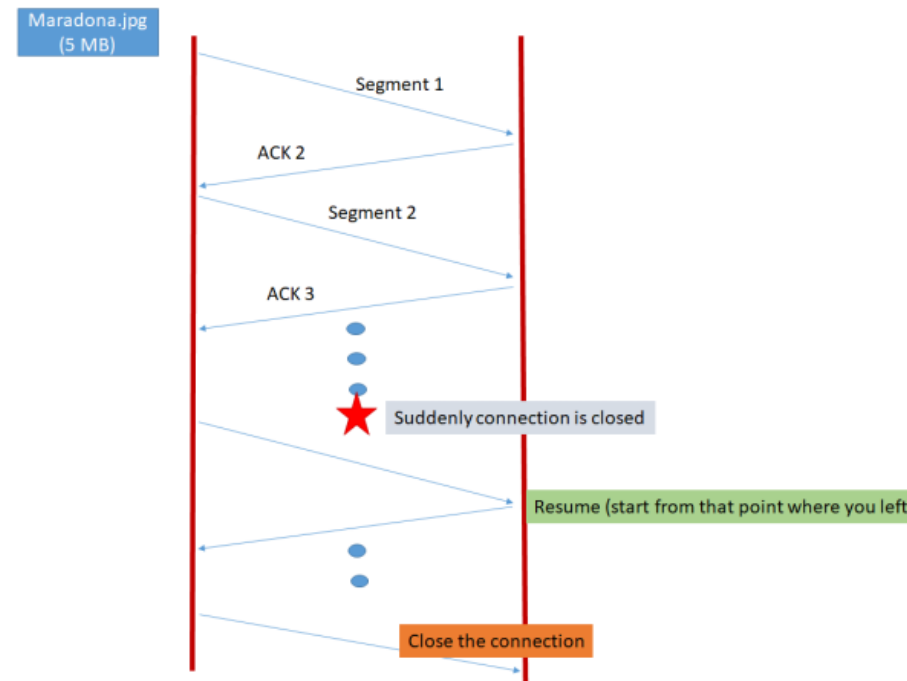 Maradona.jpg
(5 MB)
Segment 1
ACK 2
Segment 2
ACK 3
Suddenly connection is closed
Resume (start from that point where you left
Close the connection